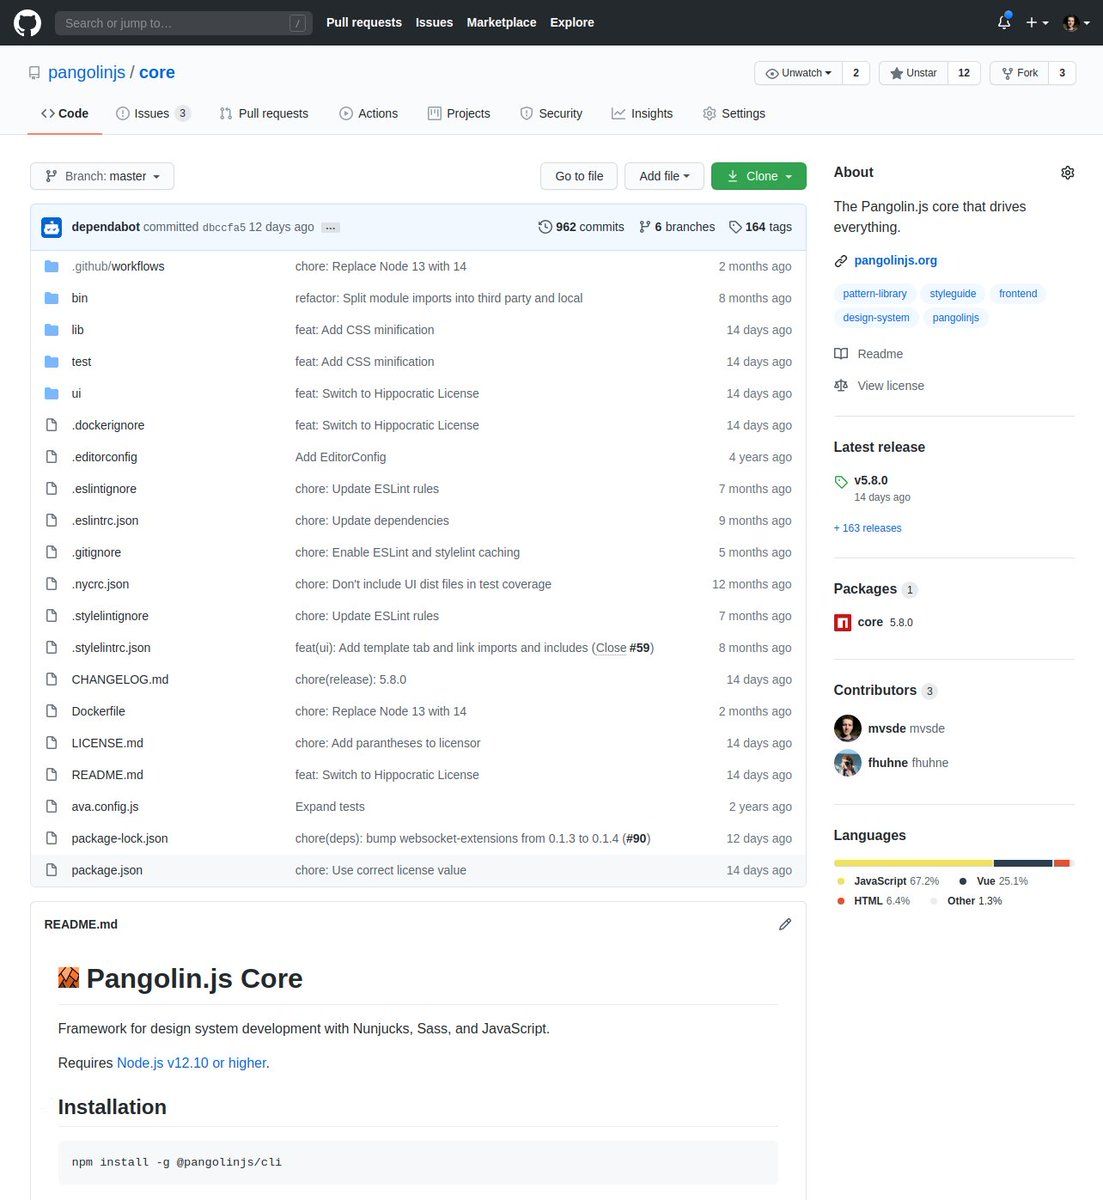 Search or jump to… / Pull requests Issues Marketplace Explore
pangolinjs / core Unwatch 2 Unstar 12 Fork 3
Code Issues 3 Pull requests Actions Projects Security Insights Settings
Branch: master Go to file Add file Clone
dependabot committed dbccfa5 12 days ago … 962 commits 6 branches 164 tags
.github/workflows chore: Replace Node 13 with 14 2 months ago
bin refactor: Split module imports into third party and local 8 months ago
lib feat: Add CSS minification 14 days ago
test feat: Add CSS minification 14 days ago
ui feat: Switch to Hippocratic License 14 days ago
.dockerignore feat: Switch to Hippocratic License 14 days ago
.editorconfig Add EditorConfig 4 years ago
.eslintignore chore: Update ESLint rules 7 months ago
.eslintrc.json chore: Update dependencies 9 months ago
.gitignore chore: Enable ESLint and stylelint caching 5 months ago
.nycrc.json chore: Don't include UI dist files in test coverage 12 months ago
.stylelintignore chore: Update ESLint rules 7 months ago
.stylelintrc.json feat(ui): Add template tab and link imports and includes (Close #59) 8 months ago
CHANGELOG.md chore(release): 5.8.0 14 days ago
Dockerfile chore: Replace Node 13 with 14 2 months ago
LICENSE.md chore: Add parantheses to licensor 14 days ago
README.md feat: Switch to Hippocratic License 14 days ago
ava.config.js Expand tests 2 years ago
package-lock.json chore(deps): bump websocket-extensions from 0.1.3 to 0.1.4 (#90) 12 days ago
package.json chore: Use correct license value 14 days ago
README.md
Pangolin.js Core
Framework for design system development with Nunjucks, Sass, and JavaScript.
Requires Node.js v12.10 or higher.
Installation
npm install -g @pangolinjs/cli
About
The Pangolin.js core that drives
everything.
pangolinjs.org
pattern-library styleguide frontend
design-system pangolinjs
Readme
View license
Latest release
v5.8.0
14 days ago
+ 163 releases
Packages 1
core 5.8.0
Contributors 3
mvsde mvsde
fhuhne fhuhne
Languages
JavaScript 67.2% Vue 25.1%
HTML 6.4% Other 1.3%